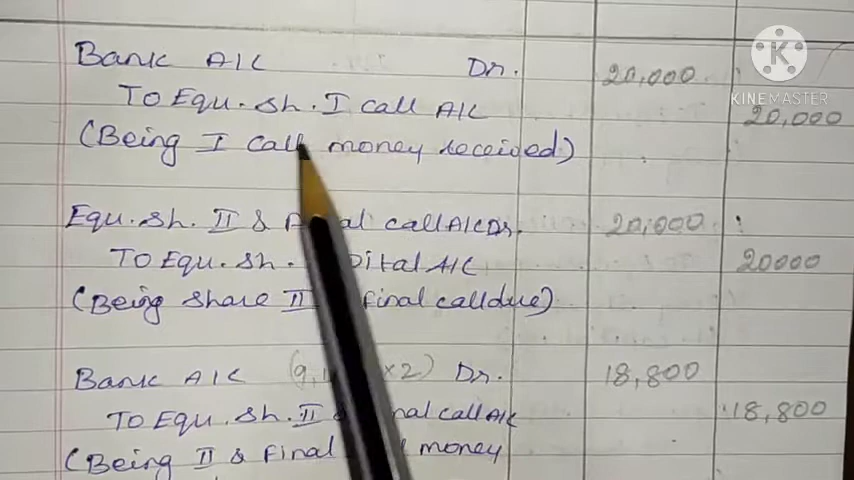 Bank A/C Dr. 20,000
To Equ. Sh. I call A/C 20,000
(Being I call money received)
Equ. Sh. II & call A/C Dr. 20,000
To Equ. Sh. A/C 20000
(Being share II final call due)
Bank A/C ×2) Dr. 18,800
To Equ. Sh. II call A/C 18,800
(Being II & final money
KINEMASTER